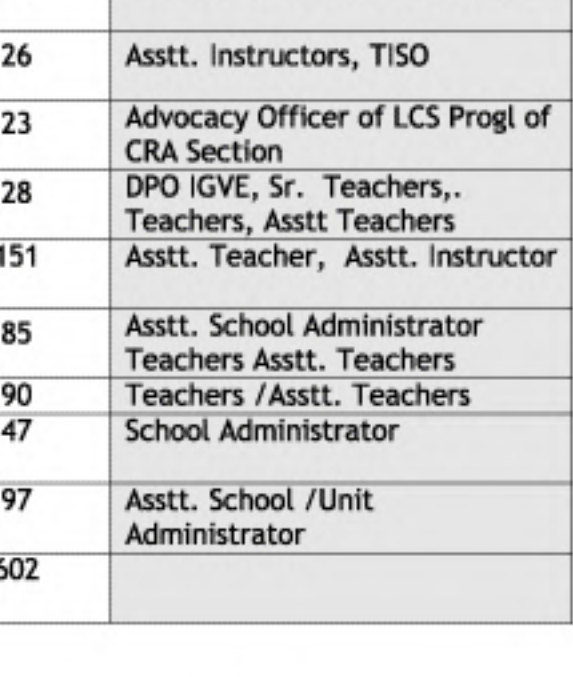 26 Asstt. Instructors, TISO
23 Advocacy Officer of LCS Progl of
CRA Section
28 DPO IGVE, Sr. Teachers,.
Teachers, Asstt Teachers
151 Asstt. Teacher, Asstt. Instructor
85 Asstt. School Administrator
Teachers Asstt. Teachers
90 Teachers /Asstt. Teachers
47 School Administrator
97 Asstt. School /Unit
Administrator
602